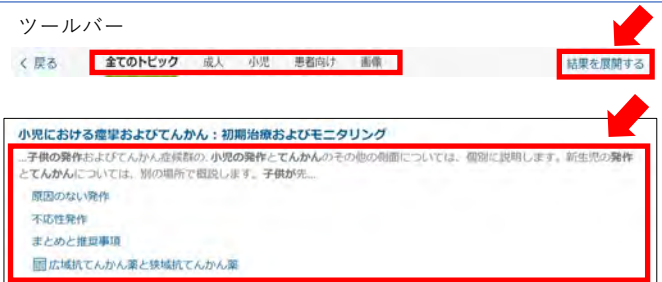 ツールバー
< 戻る 全てのトピック 成人 小児 患者向け 画像 結果を展開する
小児における痙攣およびてんかん：初期治療およびモニタリング
...子供の発作およびてんかん症候群の. 小児の発作とてんかんのその他の側面については、個別に説明します。新生児の発作
とてんかんについては、別の場所で概説します。子供が先...
原因のない発作
不応性発作
まとめと推奨事項
広域抗てんかん薬と狭域抗てんかん薬